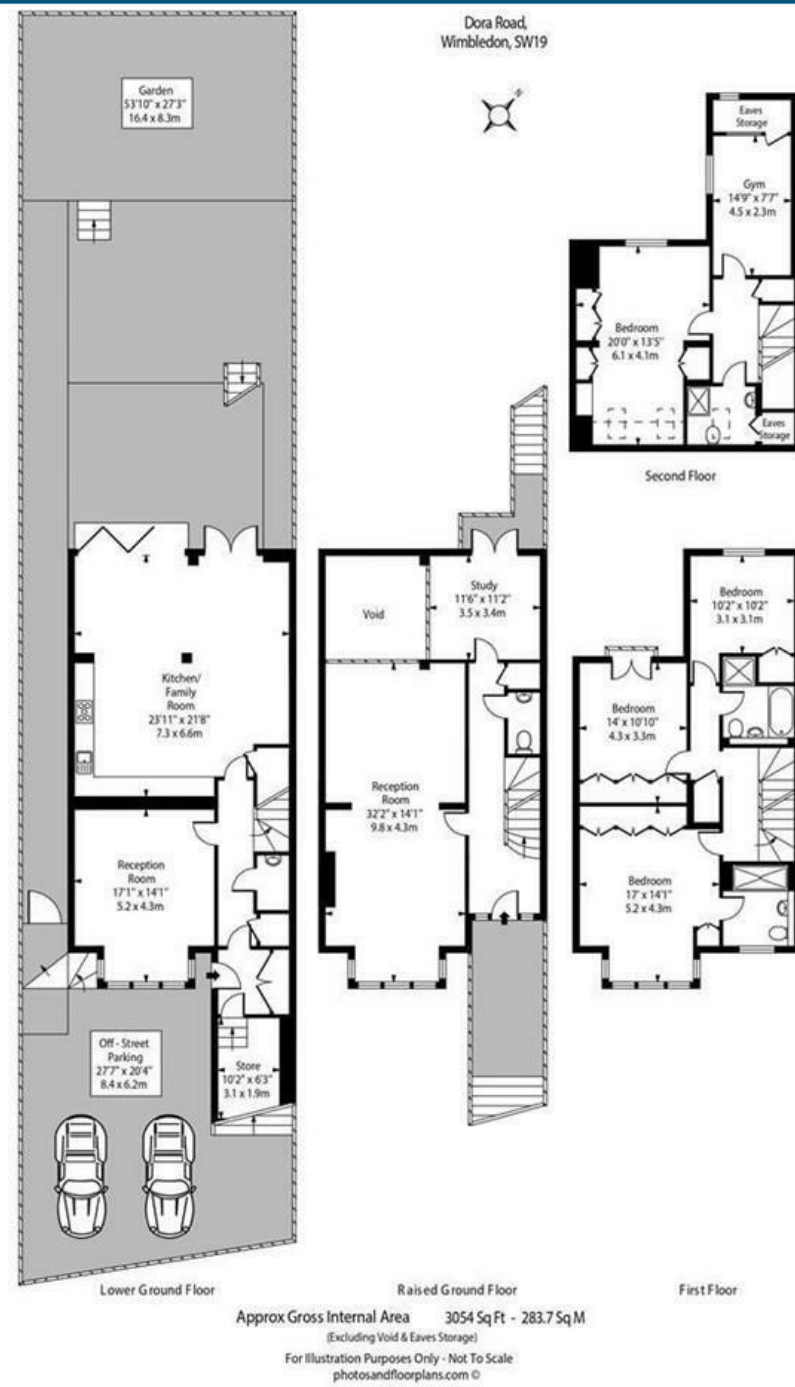 Dora Road,
Wimbledon, SW19
N
Garden
53'10" x 27'3"
16.4 x 8.3m
Eaves
Storage
Gym
14'9" x 7'7"
4.5 x 2.3m
Bedroom
20'0" x 13'5"
6.1 x 4.1m
Eaves
Storage
Second Floor
Kitchen/
Family
Room
23'11" x 21'8"
7.3 x 6.6m
Reception
Room
17'1" x 14'1"
5.2 x 4.3m
Off - Street
Parking
27'7" x 20'4"
8.4 x 6.2m
Store
10'2" x 6'3"
3.1 x 1.9m
Lower Ground Floor
Void
Study
11'6" x 11'2"
3.5 x 3.4m
Reception
Room
32'2" x 14'1"
9.8 x 4.3m
Raised Ground Floor
Bedroom
10'2" x 10'2"
3.1 x 3.1m
Bedroom
14' x 10'10"
4.3 x 3.3m
Bedroom
17' x 14'1"
5.2 x 4.3m
First Floor
Approx Gross Internal Area 3054 Sq Ft - 283.7 Sq M
(Excluding Void & Eaves Storage)
For Illustration Purposes Only - Not To Scale
photosandfloorplans.com ©